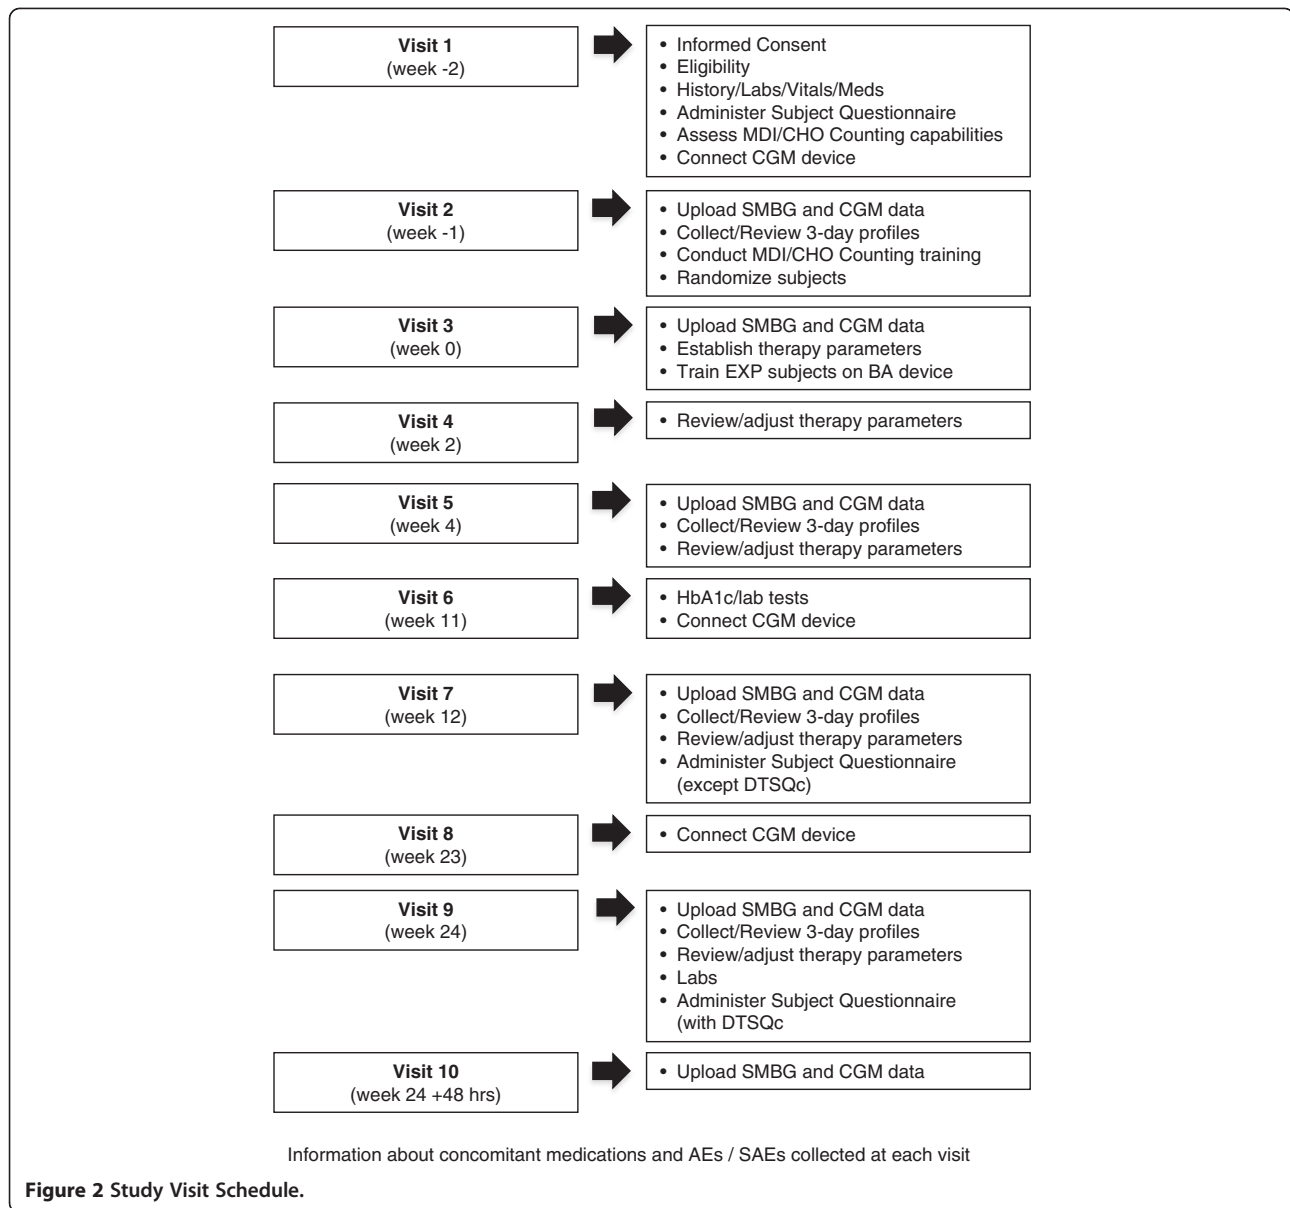 Visit 1
(week -2)
• Informed Consent
• Eligibility
• History/Labs/Vitals/Meds
• Administer Subject Questionnaire
• Assess MDI/CHO Counting capabilities
• Connect CGM device
Visit 2
(week -1)
• Upload SMBG and CGM data
• Collect/Review 3-day profiles
• Conduct MDI/CHO Counting training
• Randomize subjects
Visit 3
(week 0)
• Upload SMBG and CGM data
• Establish therapy parameters
• Train EXP subjects on BA device
Visit 4
(week 2)
• Review/adjust therapy parameters
Visit 5
(week 4)
• Upload SMBG and CGM data
• Collect/Review 3-day profiles
• Review/adjust therapy parameters
Visit 6
(week 11)
• HbA1c/lab tests
• Connect CGM device
Visit 7
(week 12)
• Upload SMBG and CGM data
• Collect/Review 3-day profiles
• Review/adjust therapy parameters
• Administer Subject Questionnaire
(except DTSQc)
Visit 8
(week 23)
• Connect CGM device
Visit 9
(week 24)
• Upload SMBG and CGM data
• Collect/Review 3-day profiles
• Review/adjust therapy parameters
• Labs
• Administer Subject Questionnaire
(with DTSQc
Visit 10
(week 24 +48 hrs)
• Upload SMBG and CGM data
Information about concomitant medications and AEs / SAEs collected at each visit
Figure 2 Study Visit Schedule.